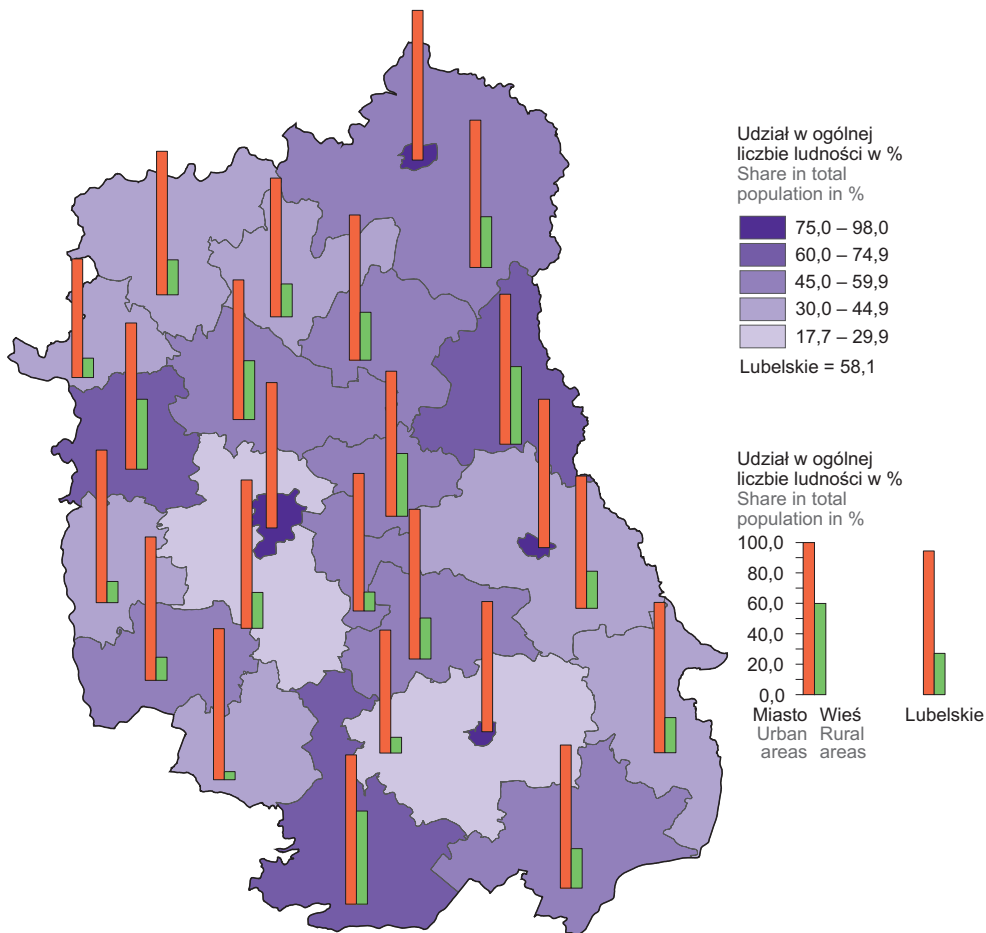 Udział w ogólnej
liczbie ludności w %
Share in total
population in %
75,0 – 98,0
60,0 – 74,9
45,0 – 59,9
30,0 – 44,9
17,7 – 29,9
Lubelskie = 58,1
Udział w ogólnej
liczbie ludności w %
Share in total
population in %
100,0
80,0
60,0
40,0
20,0
0,0
Miasto Wieś Lubelskie
Urban Rural
areas areas